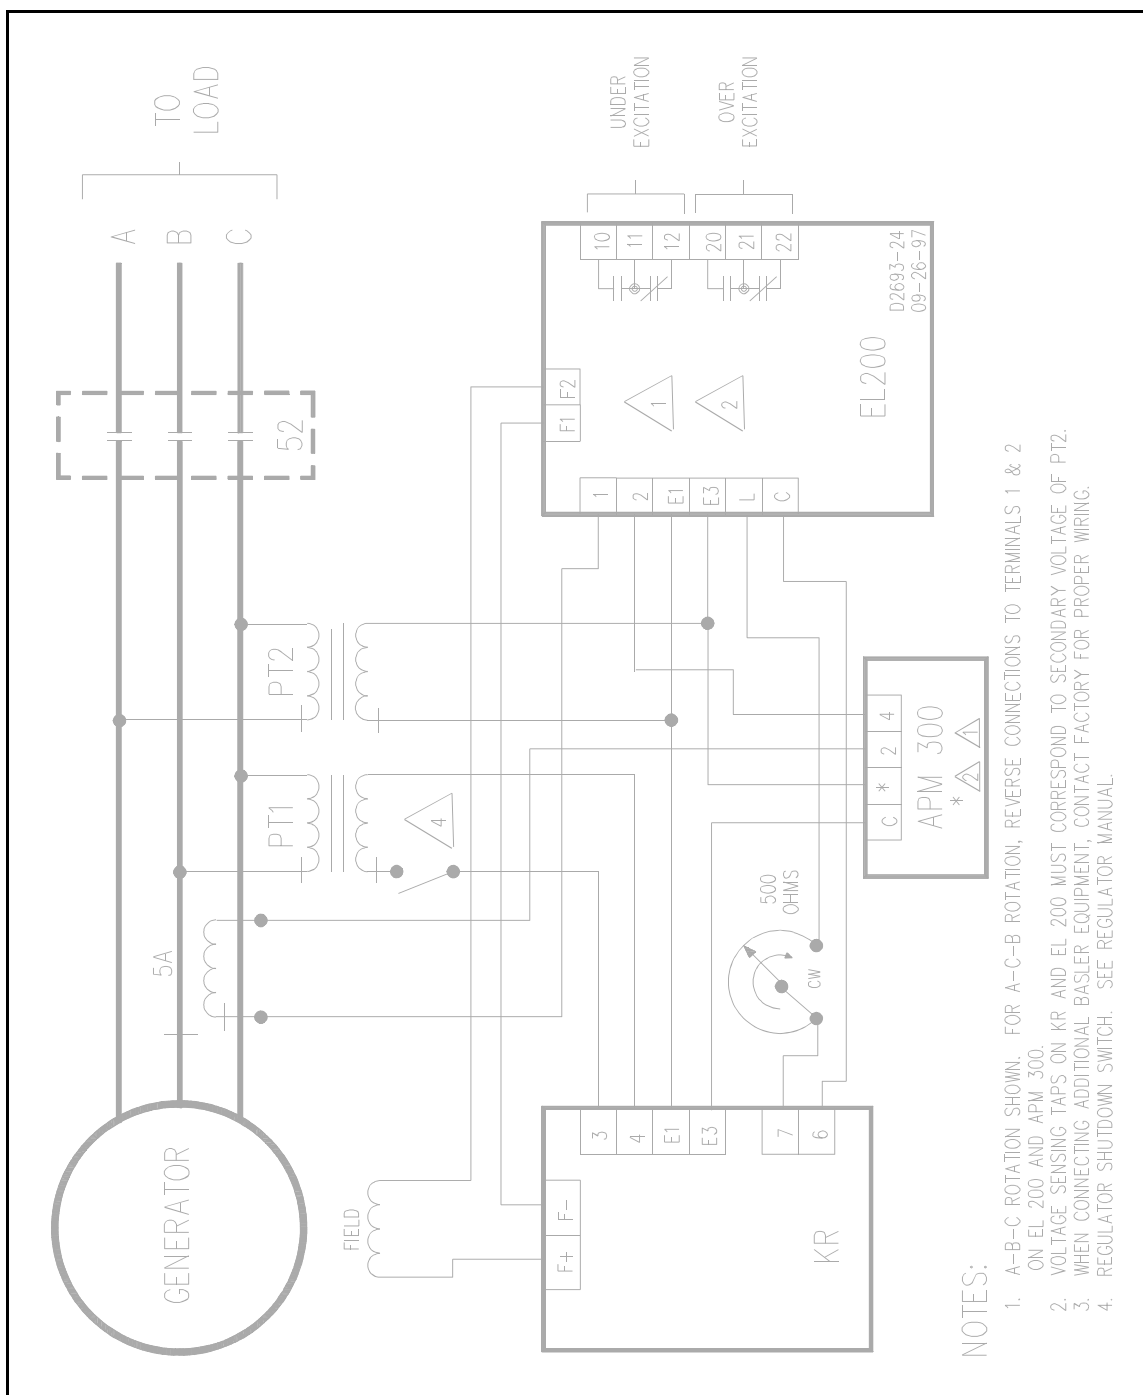 TO
LOAD
A
B
C
52
5A
PT1
PT2
4
GENERATOR
FIELD
UNDER
EXCITATION
OVER
EXCITATION
10
11
12
20
21
22
D2693-24
09-26-97
EL200
F1
F2
1
2
1
2
E1
E3
L
C
APM 300
*
C
*
2
4
2
1
500
OHMS
CW
KR
F+
F-
3
4
E1
E3
7
6
NOTES:
1. A-B-C ROTATION SHOWN. FOR A-C-B ROTATION, REVERSE CONNECTIONS TO TERMINALS 1 & 2
ON EL 200 AND APM 300.
2. VOLTAGE SENSING TAPS ON KR AND EL 200 MUST CORRESPOND TO SECONDARY VOLTAGE OF PT2.
3. WHEN CONNECTING ADDITIONAL BASLER EQUIPMENT, CONTACT FACTORY FOR PROPER WIRING.
4. REGULATOR SHUTDOWN SWITCH. SEE REGULATOR MANUAL.